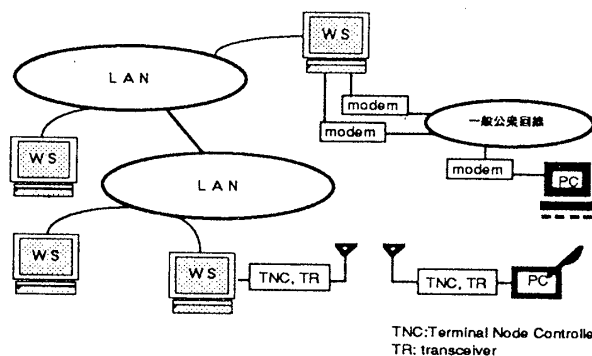 WS
LAN
modem
modem
一般公衆回線
modem
PC
WS
LAN
WS
WS
TNC, TR
TNC, TR
PC
TNC:Terminal Node Controlle
TR: transceiver